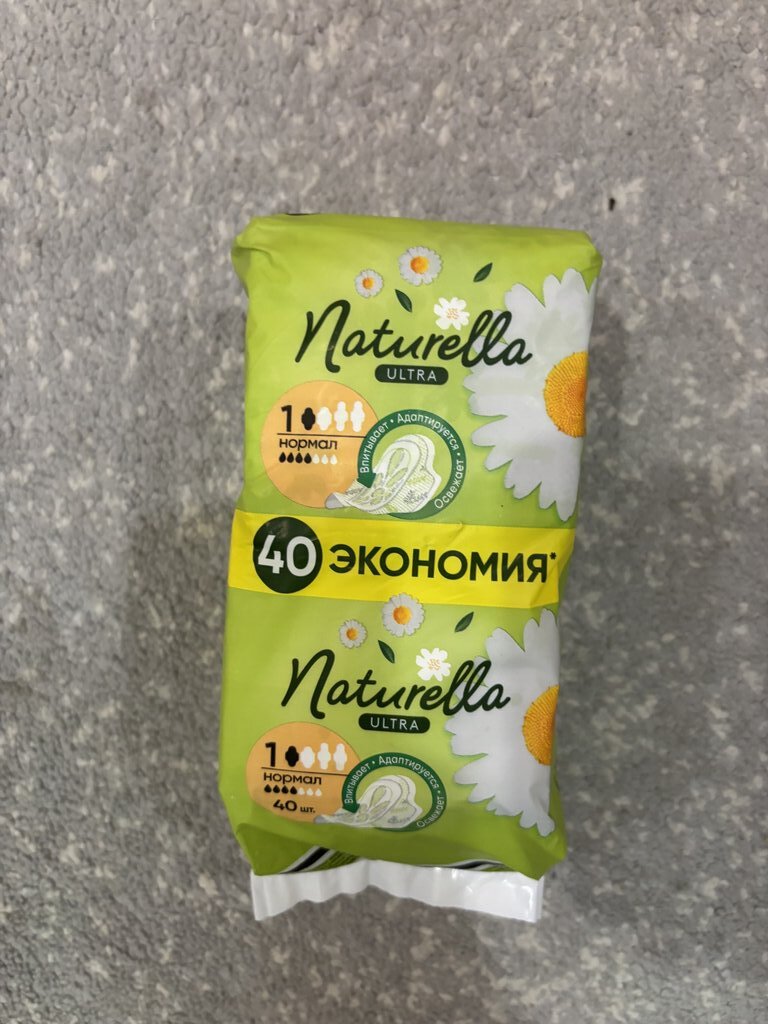 Naturella
ULTRA
1
нормал
Впитывает • Адаптируется • Освежает •
40 ЭКОНОМИЯ*
Naturella
ULTRA
1
нормал
40 шт.
Впитывает • Адаптируется • Освежает •